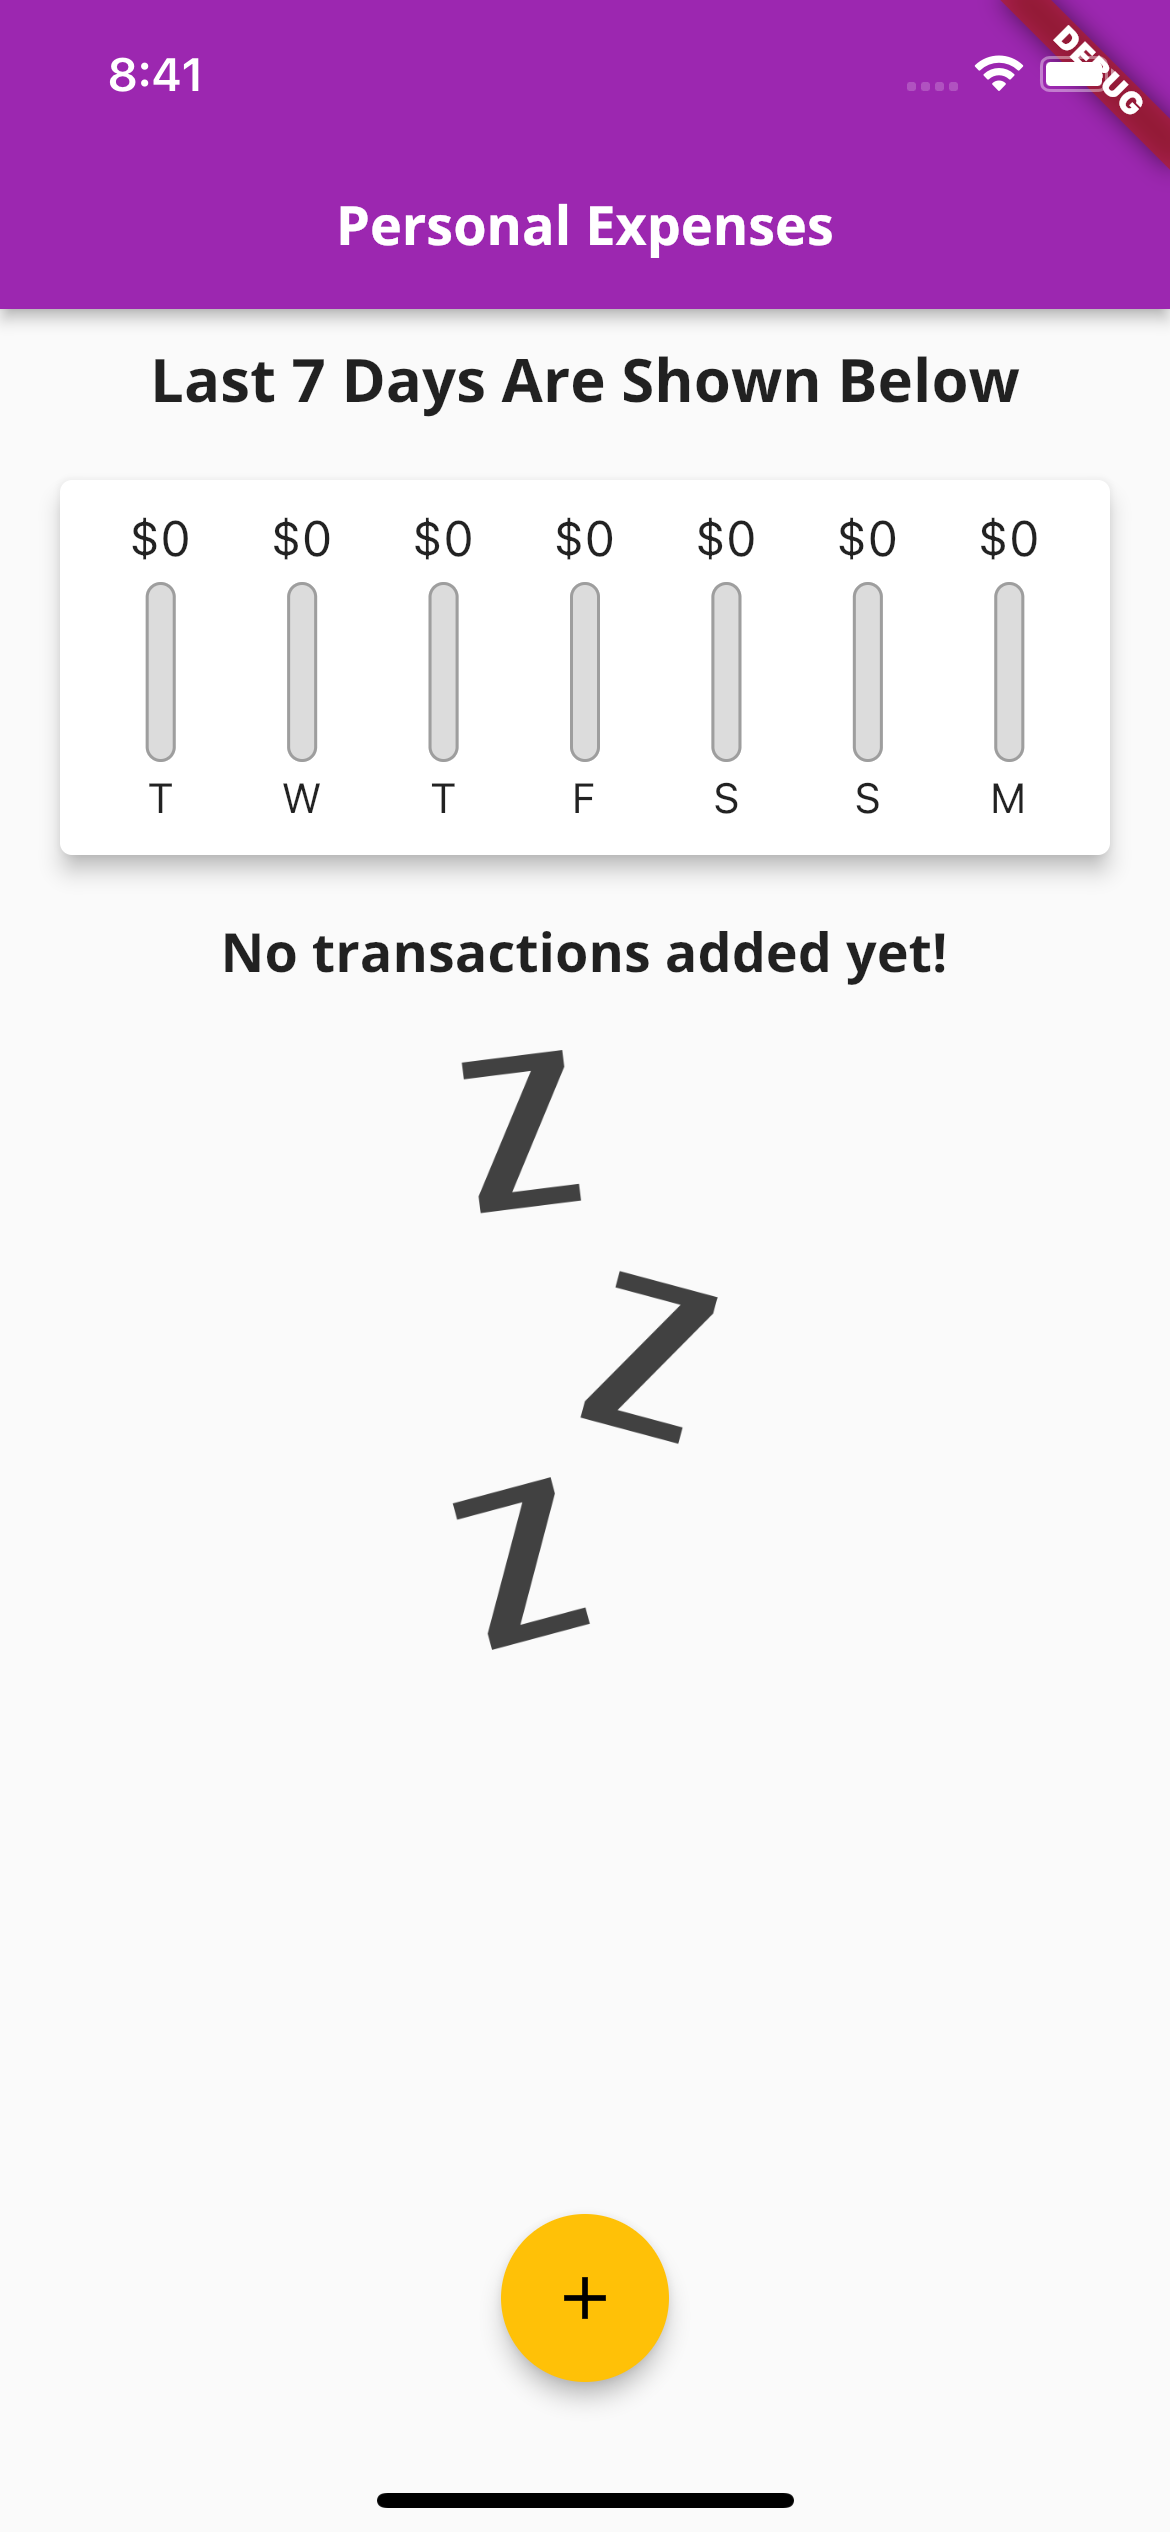 8:41
DEBUG
Personal Expenses
Last 7 Days Are Shown Below
$0 $0 $0 $0 $0 $0 $0
T W T F S S M
No transactions added yet!
Z
Z
Z
+